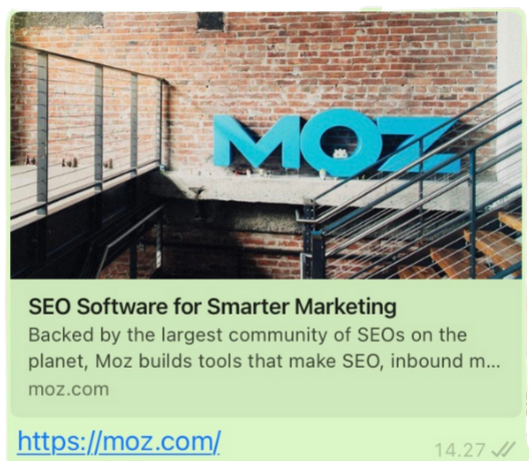 MOZ
SEO Software for Smarter Marketing
Backed by the largest community of SEOs on the
planet, Moz builds tools that make SEO, inbound m...
moz.com
https://moz.com/
14.27